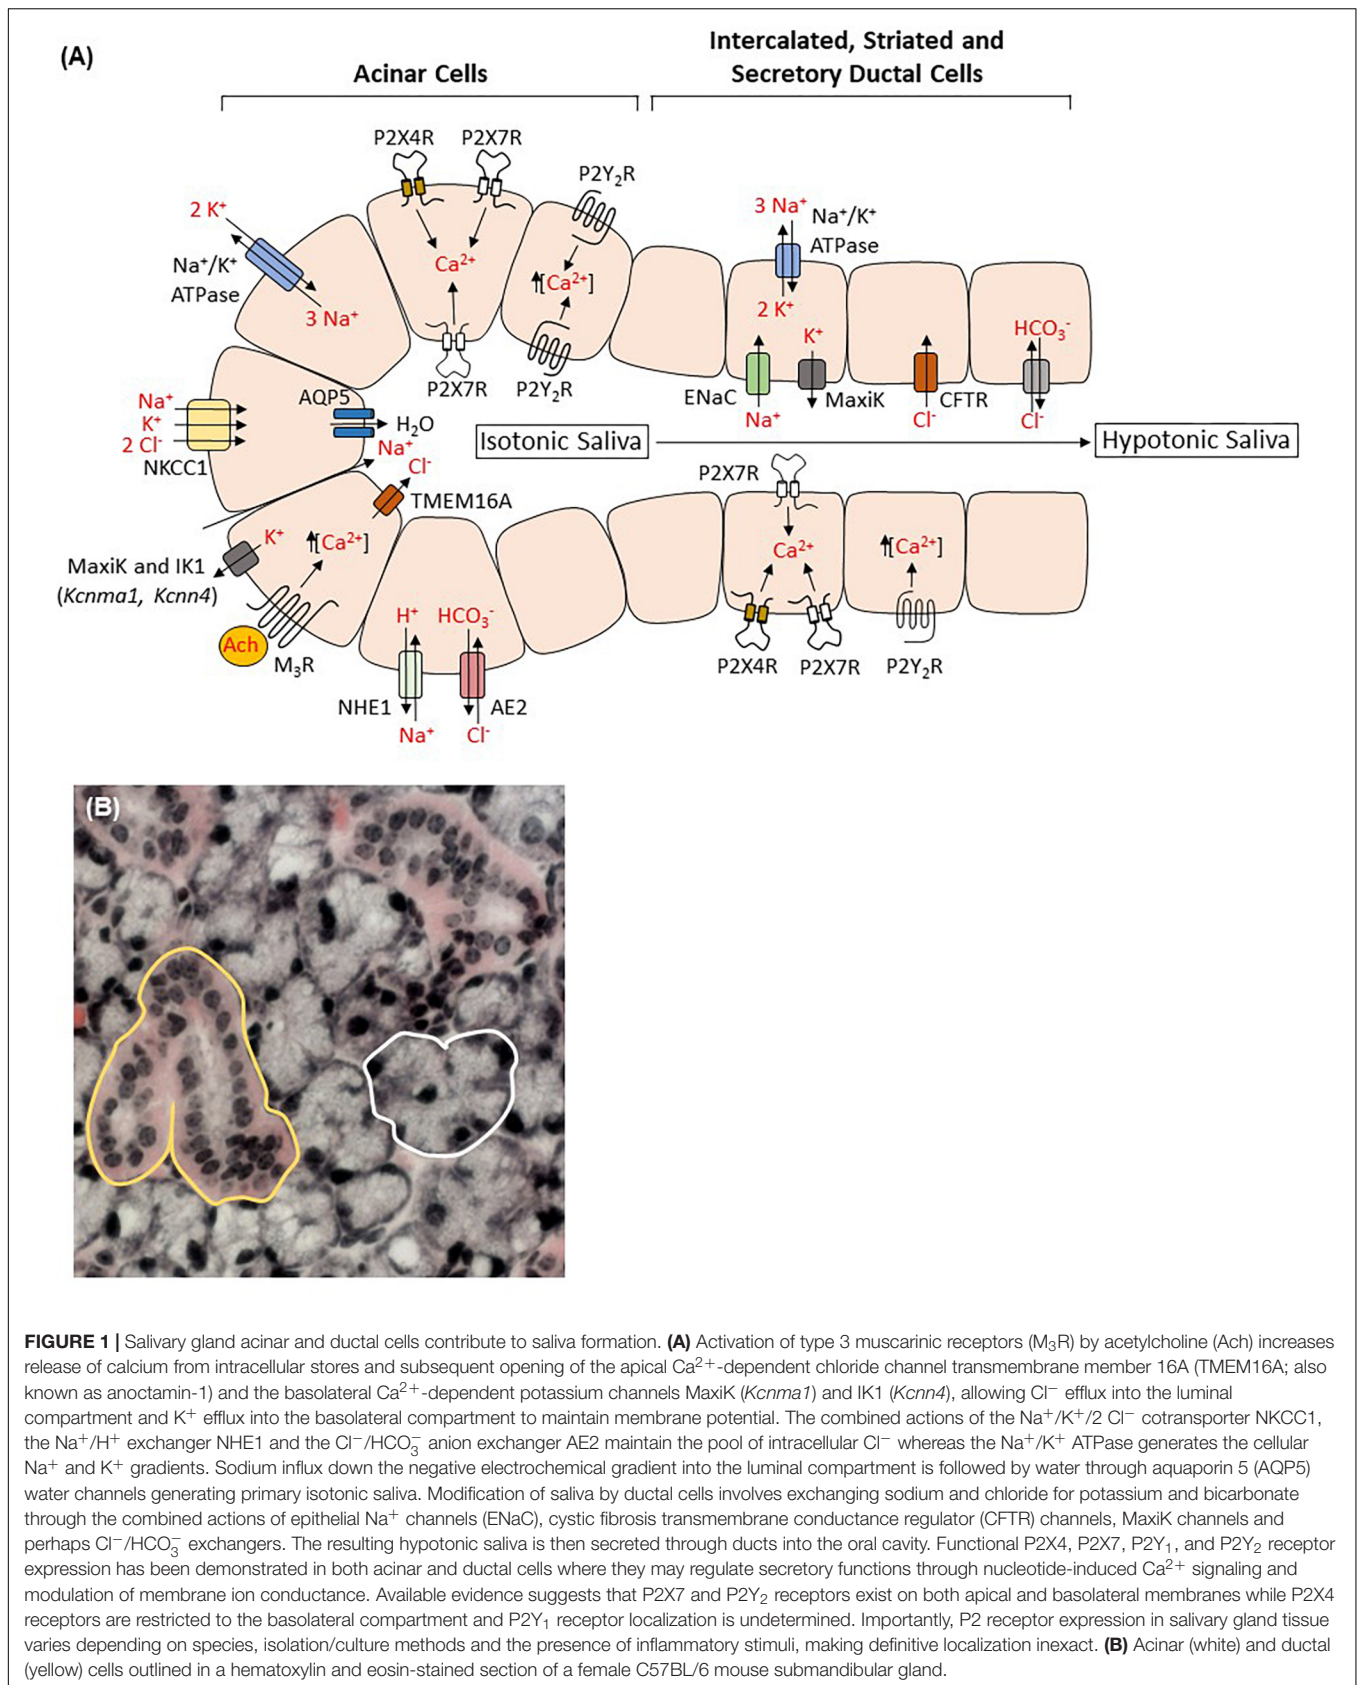 (A)
Acinar Cells
Intercalated, Striated and
Secretory Ductal Cells
P2X4R
P2X7R
P2Y₂R
2 K⁺
Na⁺/K⁺
ATPase
3 Na⁺
Ca²⁺
P2X7R
[Ca²⁺]
P2Y₂R
3 Na⁺
Na⁺/K⁺
ATPase
2 K⁺
K⁺
ENaC
Na⁺
MaxiK
CFTR
Cl⁻
HCO₃⁻
Cl⁻
Na⁺
K⁺
2 Cl⁻
NKCC1
AQP5
H₂O
Na⁺
Cl⁻
TMEM16A
Isotonic Saliva
Hypotonic Saliva
K⁺
[Ca²⁺]
MaxiK and IK1
(Kcnma1, Kcnn4)
Ach
M₃R
H⁺
HCO₃⁻
NHE1
AE2
Na⁺
Cl⁻
P2X7R
Ca²⁺
[Ca²⁺]
P2X4R
P2X7R
P2Y₂R
(B)
FIGURE 1 | Salivary gland acinar and ductal cells contribute to saliva formation. (A) Activation of type 3 muscarinic receptors (M₃R) by acetylcholine (Ach) increases
release of calcium from intracellular stores and subsequent opening of the apical Ca²⁺-dependent chloride channel transmembrane member 16A (TMEM16A; also
known as anoctamin-1) and the basolateral Ca²⁺-dependent potassium channels MaxiK (Kcnma1) and IK1 (Kcnn4), allowing Cl⁻ efflux into the luminal
compartment and K⁺ efflux into the basolateral compartment to maintain membrane potential. The combined actions of the Na⁺/K⁺/2 Cl⁻ cotransporter NKCC1,
the Na⁺/H⁺ exchanger NHE1 and the Cl⁻/HCO₃⁻ anion exchanger AE2 maintain the pool of intracellular Cl⁻ whereas the Na⁺/K⁺ ATPase generates the cellular
Na⁺ and K⁺ gradients. Sodium influx down the negative electrochemical gradient into the luminal compartment is followed by water through aquaporin 5 (AQP5)
water channels generating primary isotonic saliva. Modification of saliva by ductal cells involves exchanging sodium and chloride for potassium and bicarbonate
through the combined actions of epithelial Na⁺ channels (ENaC), cystic fibrosis transmembrane conductance regulator (CFTR) channels, MaxiK channels and
perhaps Cl⁻/HCO₃⁻ exchangers. The resulting hypotonic saliva is then secreted through ducts into the oral cavity. Functional P2X4, P2X7, P2Y₁, and P2Y₂ receptor
expression has been demonstrated in both acinar and ductal cells where they may regulate secretory functions through nucleotide-induced Ca²⁺ signaling and
modulation of membrane ion conductance. Available evidence suggests that P2X7 and P2Y₂ receptors exist on both apical and basolateral membranes while P2X4
receptors are restricted to the basolateral compartment and P2Y₁ receptor localization is undetermined. Importantly, P2 receptor expression in salivary gland tissue
varies depending on species, isolation/culture methods and the presence of inflammatory stimuli, making definitive localization inexact. (B) Acinar (white) and ductal
(yellow) cells outlined in a hematoxylin and eosin-stained section of a female C57BL/6 mouse submandibular gland.